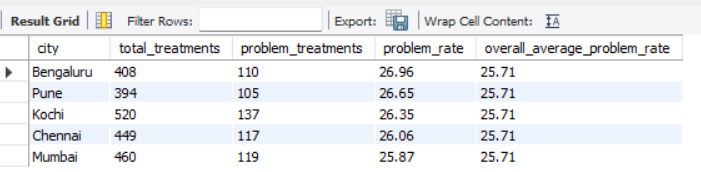 Result Grid Filter Rows: Export: Wrap Cell Content: IA
city total_treatments problem_treatments problem_rate overall_average_problem_rate
Bengaluru 408 110 26.96 25.71
Pune 394 105 26.65 25.71
Kochi 520 137 26.35 25.71
Chennai 449 117 26.06 25.71
Mumbai 460 119 25.87 25.71